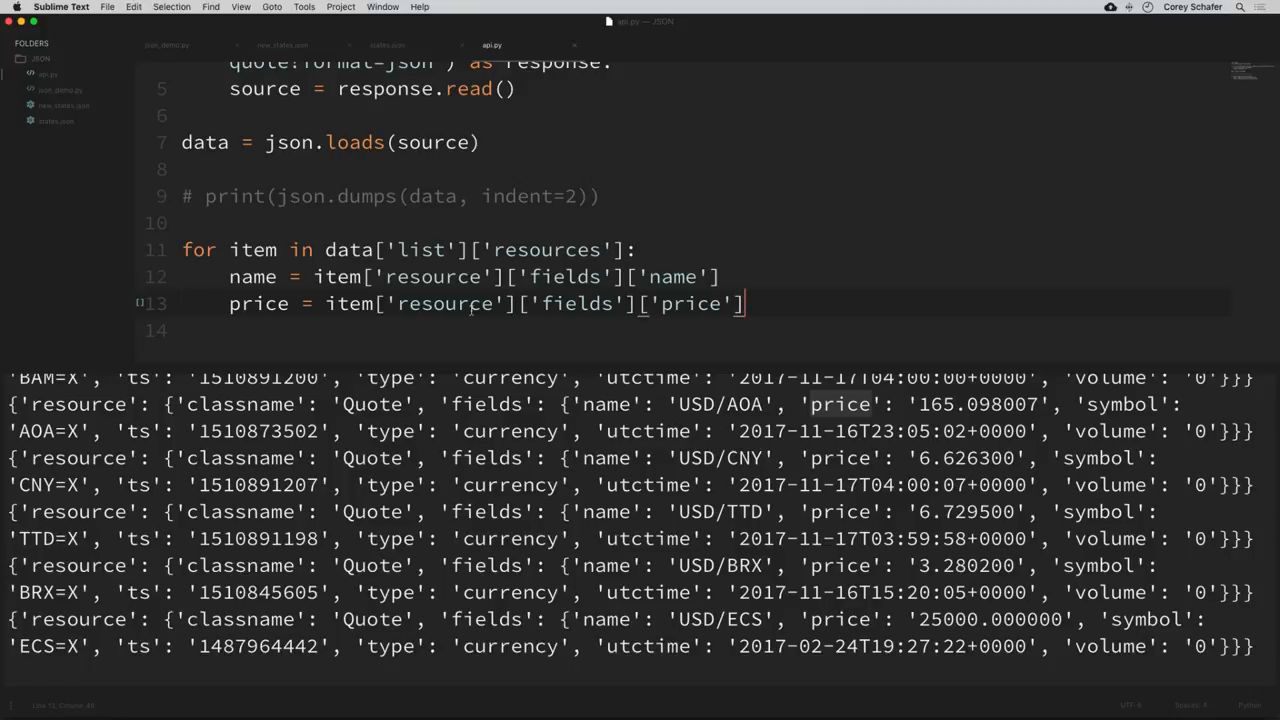 Sublime Text File Edit Selection Find View Goto Tools Project Window Help Corey Schafer
api.py — JSON
FOLDERS
JSON
api.py
json_demo.py
new_states.json
states.json
json_demo.py new_states.json states.json api.py
quote?format=json") as response:
5 source = response.read()
6
7 data = json.loads(source)
8
9 # print(json.dumps(data, indent=2))
10
11 for item in data['list']['resources']:
12 name = item['resource']['fields']['name']
13 price = item['resource']['fields']['price']
14
'BAM=X', 'ts': '1510891200', 'type': 'currency', 'utctime': '2017-11-17T04:00:00+0000', 'volume': '0'}}}
{'resource': {'classname': 'Quote', 'fields': {'name': 'USD/AOA', 'price': '165.098007', 'symbol':
'AOA=X', 'ts': '1510873502', 'type': 'currency', 'utctime': '2017-11-16T23:05:02+0000', 'volume': '0'}}}
{'resource': {'classname': 'Quote', 'fields': {'name': 'USD/CNY', 'price': '6.626300', 'symbol':
'CNY=X', 'ts': '1510891207', 'type': 'currency', 'utctime': '2017-11-17T04:00:07+0000', 'volume': '0'}}}
{'resource': {'classname': 'Quote', 'fields': {'name': 'USD/TTD', 'price': '6.729500', 'symbol':
'TTD=X', 'ts': '1510891198', 'type': 'currency', 'utctime': '2017-11-17T03:59:58+0000', 'volume': '0'}}}
{'resource': {'classname': 'Quote', 'fields': {'name': 'USD/BRX', 'price': '3.280200', 'symbol':
'BRX=X', 'ts': '1510845605', 'type': 'currency', 'utctime': '2017-11-16T15:20:05+0000', 'volume': '0'}}}
{'resource': {'classname': 'Quote', 'fields': {'name': 'USD/ECS', 'price': '25000.000000', 'symbol':
'ECS=X', 'ts': '1487964442', 'type': 'currency', 'utctime': '2017-02-24T19:27:22+0000', 'volume': '0'}}}
Line 13, Column 48 UTF-8 Spaces: 4 Python